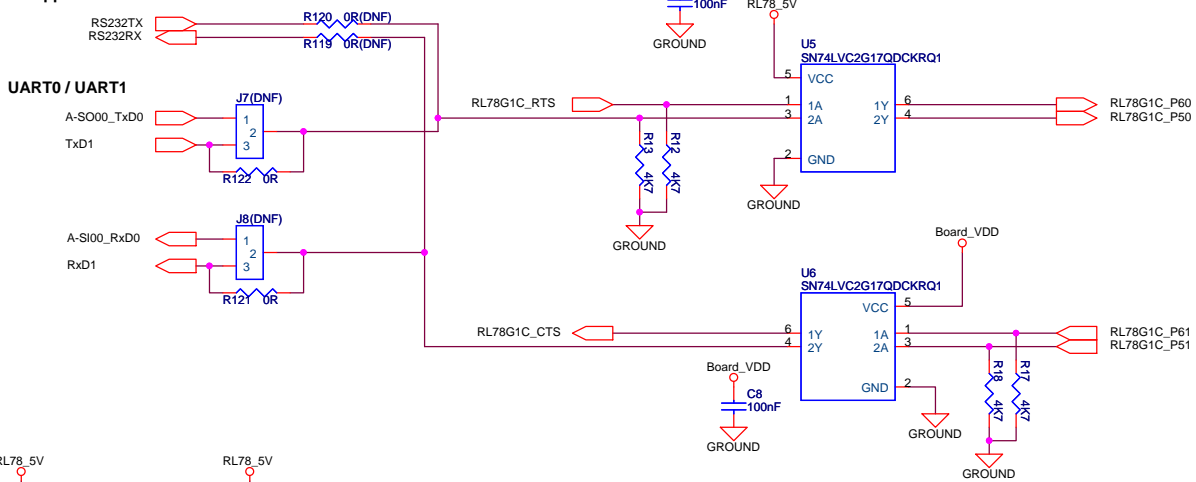 100nF
RL78_5V
RS232TX
R120 0R(DNF)
RS232RX
R119 0R(DNF)
GROUND
U5
SN74LVC2G17QDCKRQ1
UART0 / UART1
5 VCC
J7(DNF)
RL78G1C_RTS
1 1A 1Y 6
RL78G1C_P60
A-SO00_TxD0
1
3 2A 2Y 4
RL78G1C_P50
2
TxD1
3
R13 4K7
R12 4K7
2 GND
R122 0R
GROUND
J8(DNF)
GROUND
A-SI00_RxD0
1
Board_VDD
2
RxD1
3
U6
SN74LVC2G17QDCKRQ1
R121 0R
VCC 5
RL78G1C_CTS
6 1Y 1A 1
RL78G1C_P61
4 2Y 2A 3
RL78G1C_P51
Board_VDD
R18 4K7
R17 4K7
C8
100nF
GND 2
GROUND
GROUND
RL78_5V
RL78_5V
GROUND